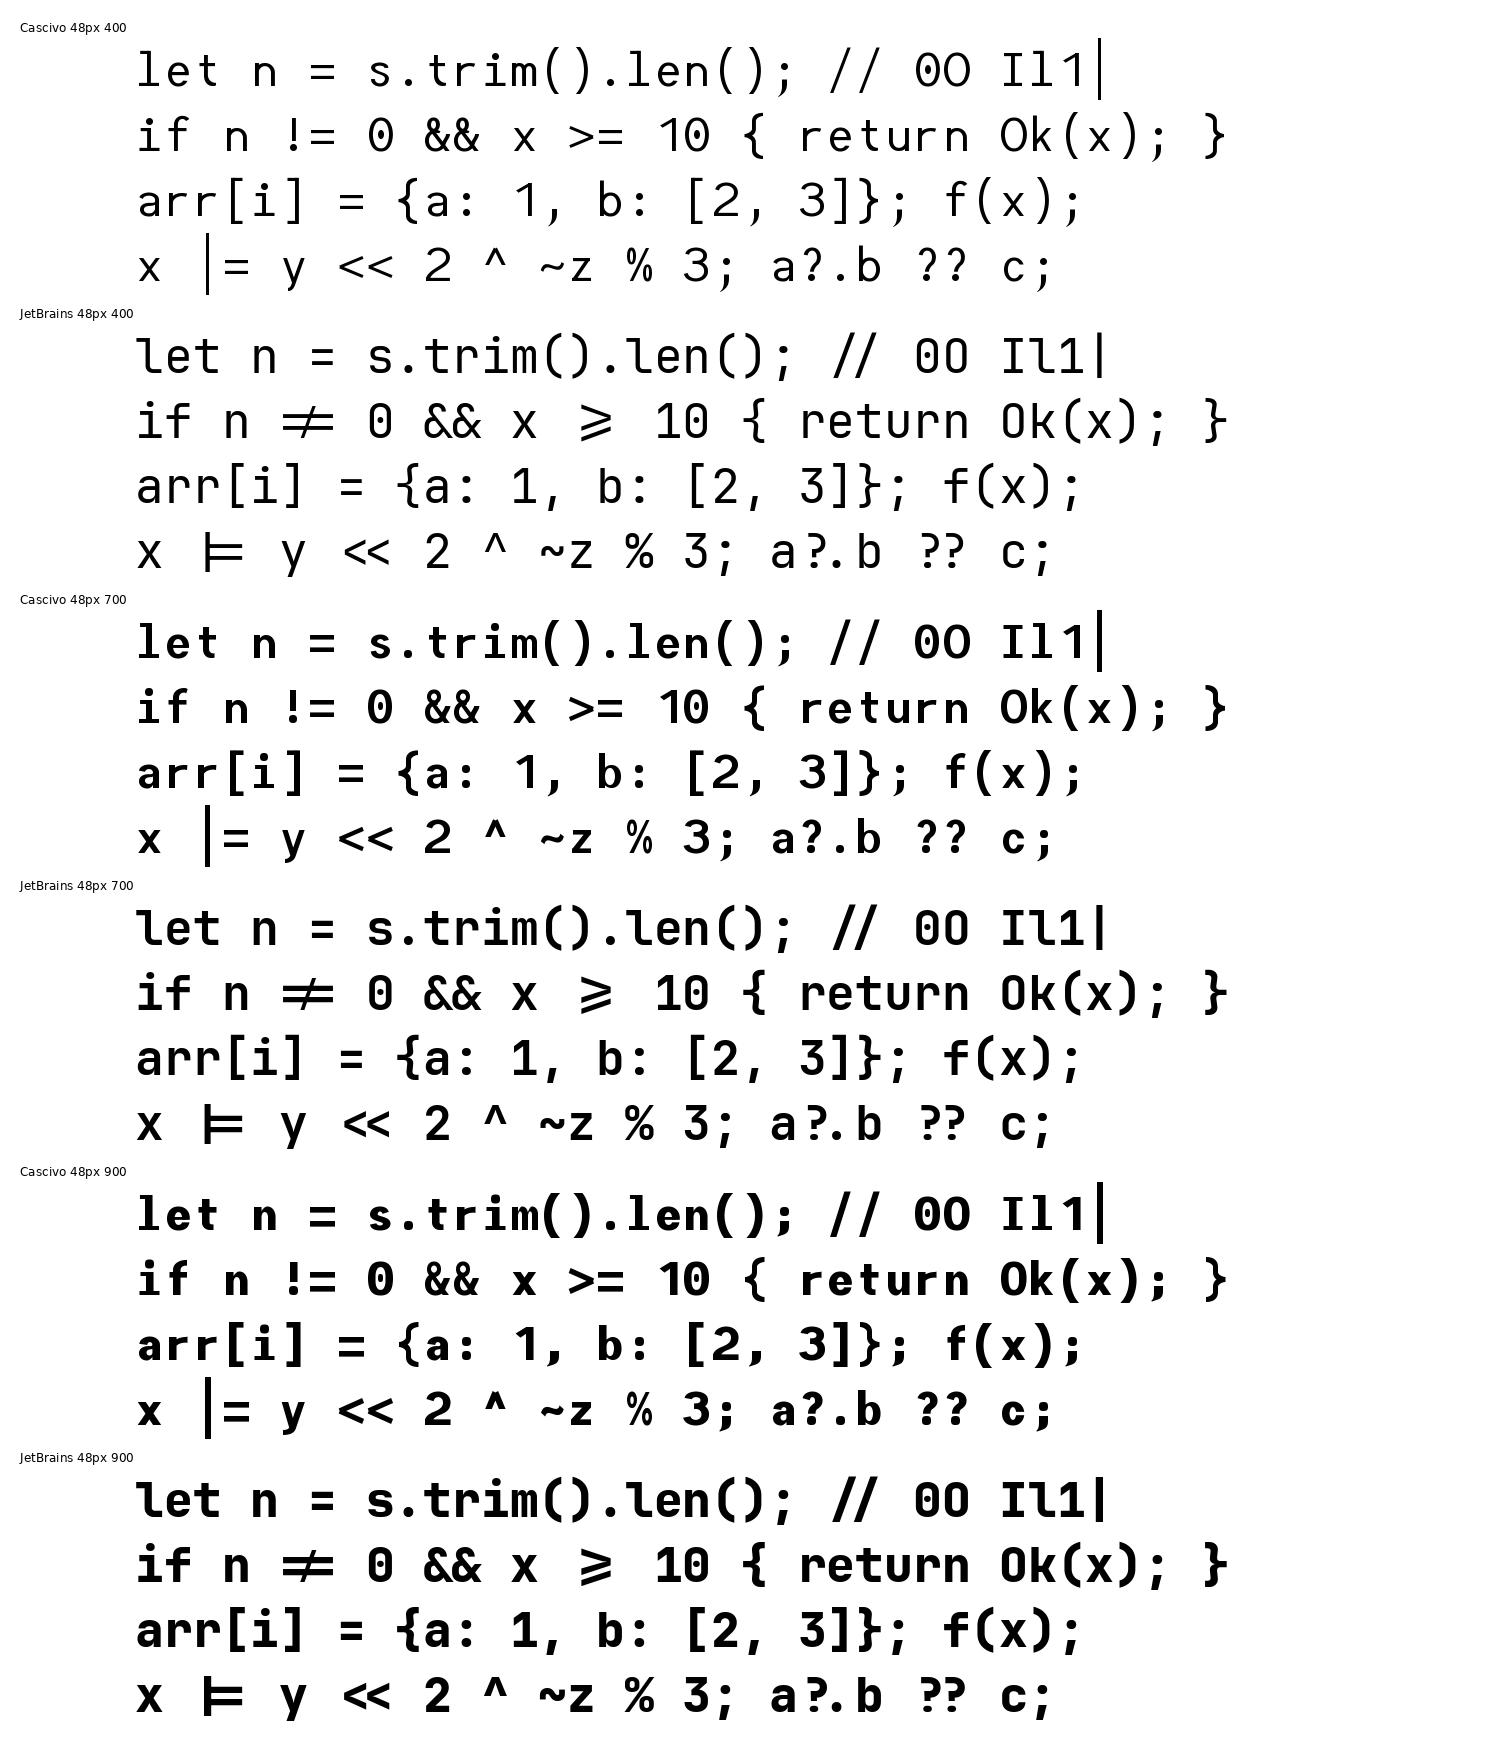 Cascivo 48px 400
let n = s.trim().len(); // 0O Il1|
if n != 0 && x >= 10 { return Ok(x); }
arr[i] = {a: 1, b: [2, 3]}; f(x);
x |= y << 2 ^ ~z % 3; a?.b ?? c;
JetBrains 48px 400
let n = s.trim().len(); // 0O Il1|
if n != 0 && x >= 10 { return Ok(x); }
arr[i] = {a: 1, b: [2, 3]}; f(x);
x |= y << 2 ^ ~z % 3; a?.b ?? c;
Cascivo 48px 700
let n = s.trim().len(); // 0O Il1|
if n != 0 && x >= 10 { return Ok(x); }
arr[i] = {a: 1, b: [2, 3]}; f(x);
x |= y << 2 ^ ~z % 3; a?.b ?? c;
JetBrains 48px 700
let n = s.trim().len(); // 0O Il1|
if n != 0 && x >= 10 { return Ok(x); }
arr[i] = {a: 1, b: [2, 3]}; f(x);
x |= y << 2 ^ ~z % 3; a?.b ?? c;
Cascivo 48px 900
let n = s.trim().len(); // 0O Il1|
if n != 0 && x >= 10 { return Ok(x); }
arr[i] = {a: 1, b: [2, 3]}; f(x);
x |= y << 2 ^ ~z % 3; a?.b ?? c;
JetBrains 48px 900
let n = s.trim().len(); // 0O Il1|
if n != 0 && x >= 10 { return Ok(x); }
arr[i] = {a: 1, b: [2, 3]}; f(x);
x |= y << 2 ^ ~z % 3; a?.b ?? c;